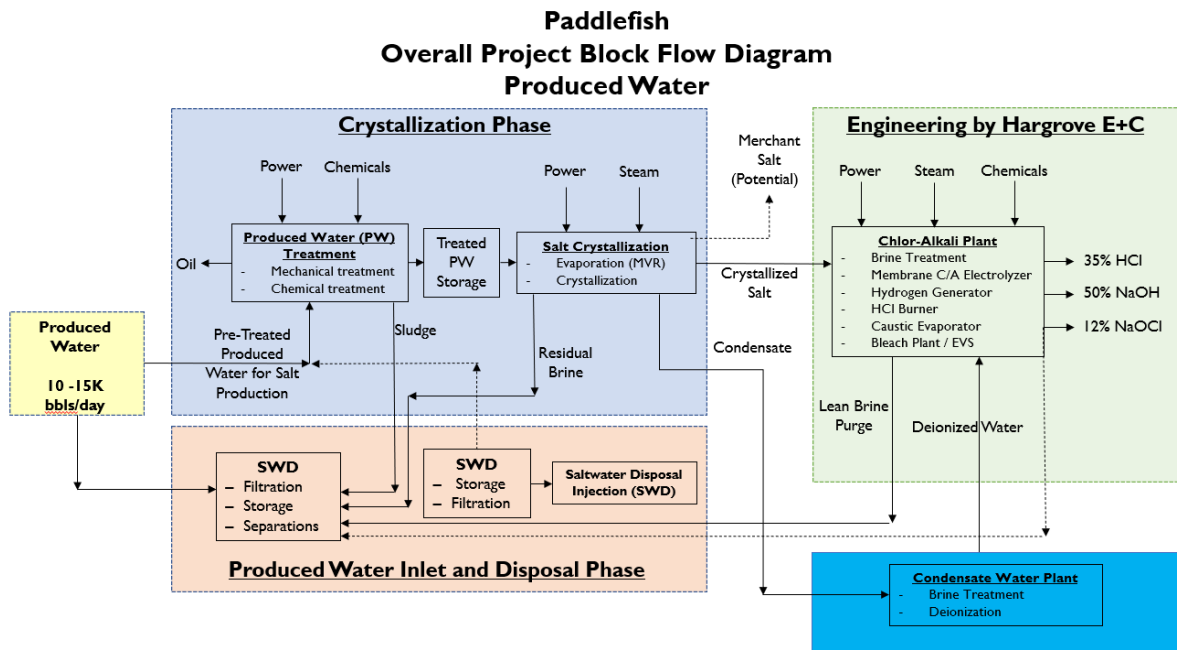 Paddlefish
Overall Project Block Flow Diagram
Produced Water
Crystallization Phase
Power
Chemicals
Produced Water (PW)
Treatment
- Mechanical treatment
- Chemical treatment
Oil
Treated
PW
Storage
Power
Steam
Salt Crystallization
- Evaporation (MVR)
- Crystallization
Merchant
Salt
(Potential)
Crystallized
Salt
Engineering by Hargrove E+C
Power
Steam
Chemicals
Chlor-Alkali Plant
- Brine Treatment
- Membrane C/A Electrolyzer
- Hydrogen Generator
- HCl Burner
- Caustic Evaporator
- Bleach Plant / EVS
35% HCl
50% NaOH
12% NaOCl
Produced
Water
10 -15K
bbls/day
Pre-Treated
Produced
Water for Salt
Production
Sludge
Residual
Brine
Condensate
Lean Brine
Purge
Deionized Water
SWD
– Filtration
– Storage
– Separations
SWD
– Storage
– Filtration
Saltwater Disposal
Injection (SWD)
Produced Water Inlet and Disposal Phase
Condensate Water Plant
- Brine Treatment
- Deionization